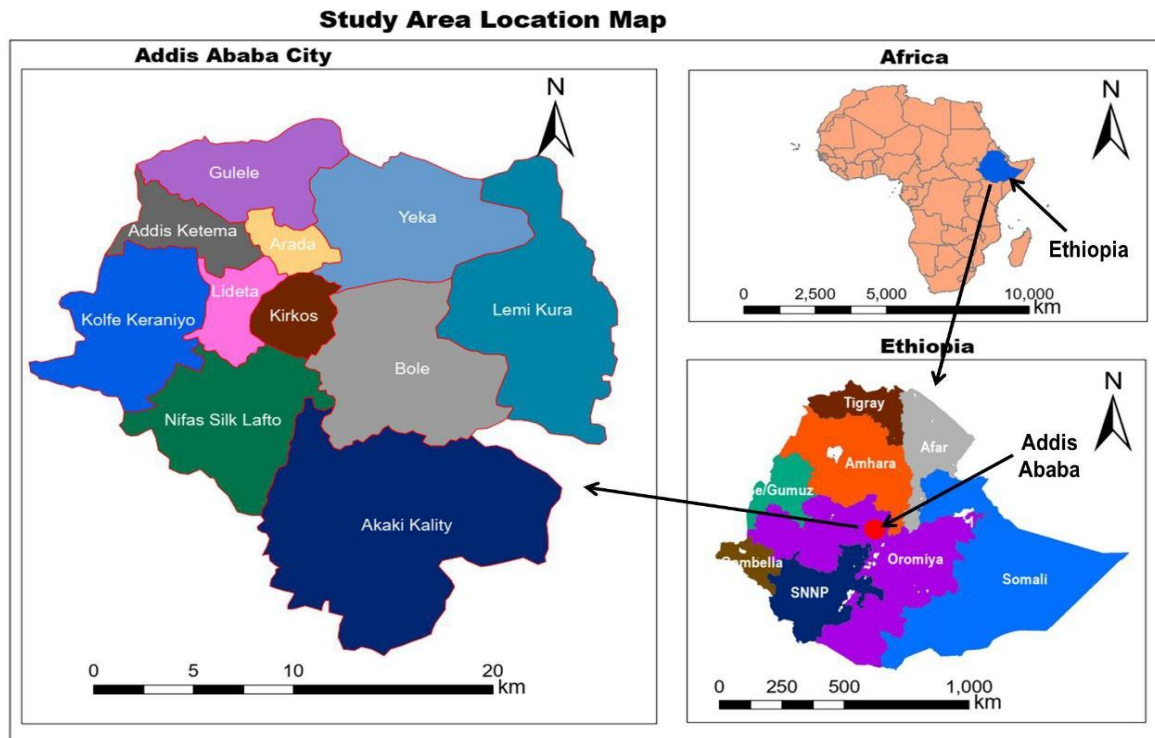 Study Area Location Map
Addis Ababa City
N
Gulele
Addis Ketema
Arada
Yeka
Lideta
Kirkos
Kolfe Keraniyo
Lemi Kura
Bole
Nifas Silk Lafto
Akaki Kality
0 5 10 20
km
Africa
N
Ethiopia
0 2,500 5,000 10,000
km
Ethiopia
N
Tigray
Afar
Addis
Ababa
Amhara
e/Gumuz
Oromiya
Gambella
SNNP
Somali
0 250 500 1,000
km